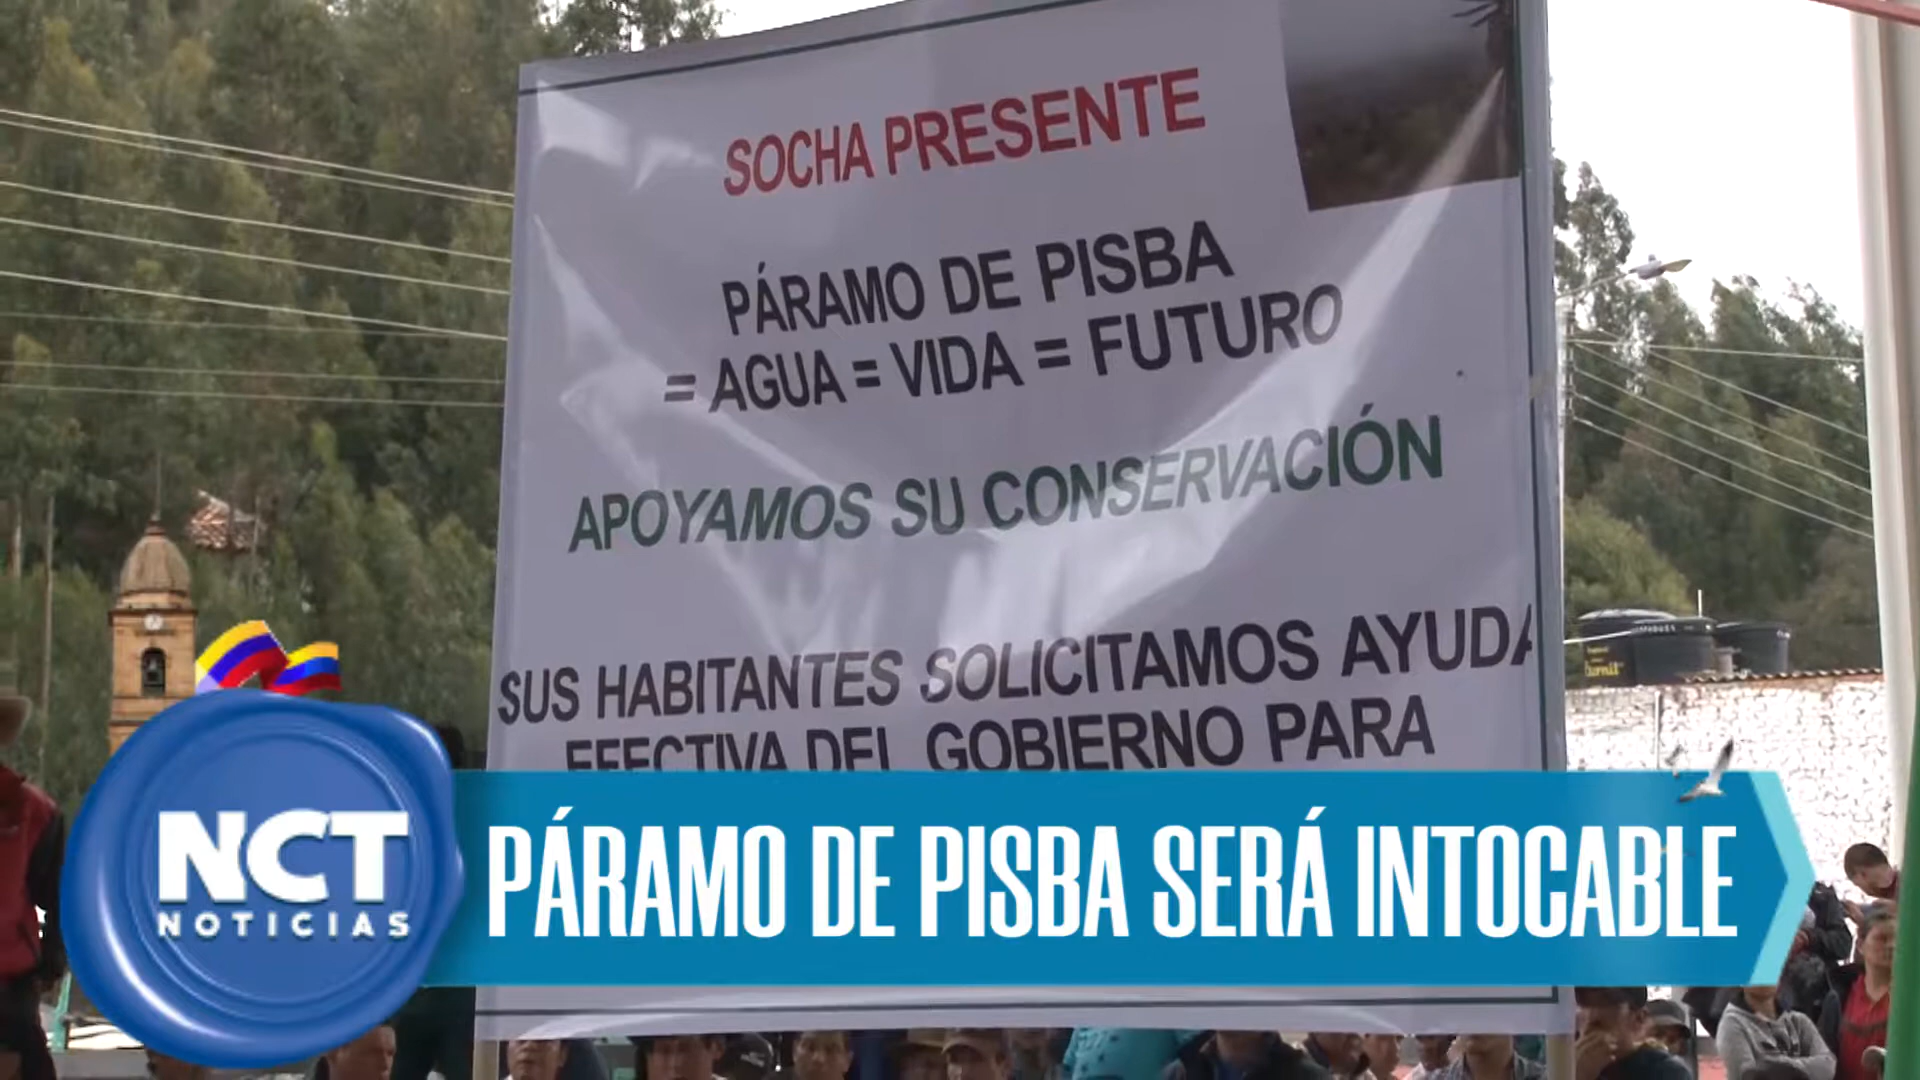 SOCHA PRESENTE
PÁRAMO DE PISBA
= AGUA = VIDA = FUTURO
APOYAMOS SU CONSERVACIÓN
SUS HABITANTES SOLICITAMOS AYUDA
EFECTIVA DEL GOBIERNO PARA
NCT
NOTICIAS
PÁRAMO DE PISBA SERÁ INTOCABLE